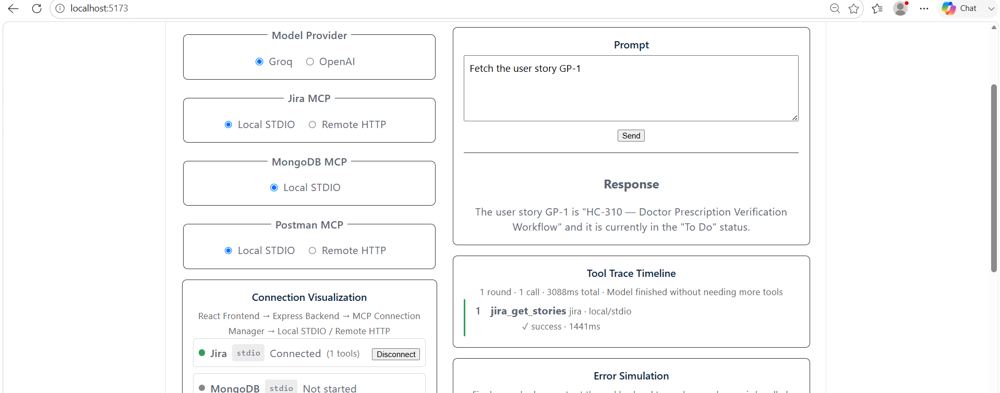 localhost:5173
Chat
Model Provider
Groq
OpenAI
Jira MCP
Local STDIO
Remote HTTP
MongoDB MCP
Local STDIO
Postman MCP
Local STDIO
Remote HTTP
Connection Visualization
React Frontend → Express Backend → MCP Connection
Manager → Local STDIO / Remote HTTP
Jira stdio Connected (1 tools) Disconnect
MongoDB stdio Not started
Prompt
Fetch the user story GP-1
Send
Response
The user story GP-1 is "HC-310 — Doctor Prescription Verification
Workflow" and it is currently in the "To Do" status.
Tool Trace Timeline
1 round · 1 call · 3088ms total · Model finished without needing more tools
1 jira_get_stories jira · local/stdio
✓ success · 1441ms
Error Simulation